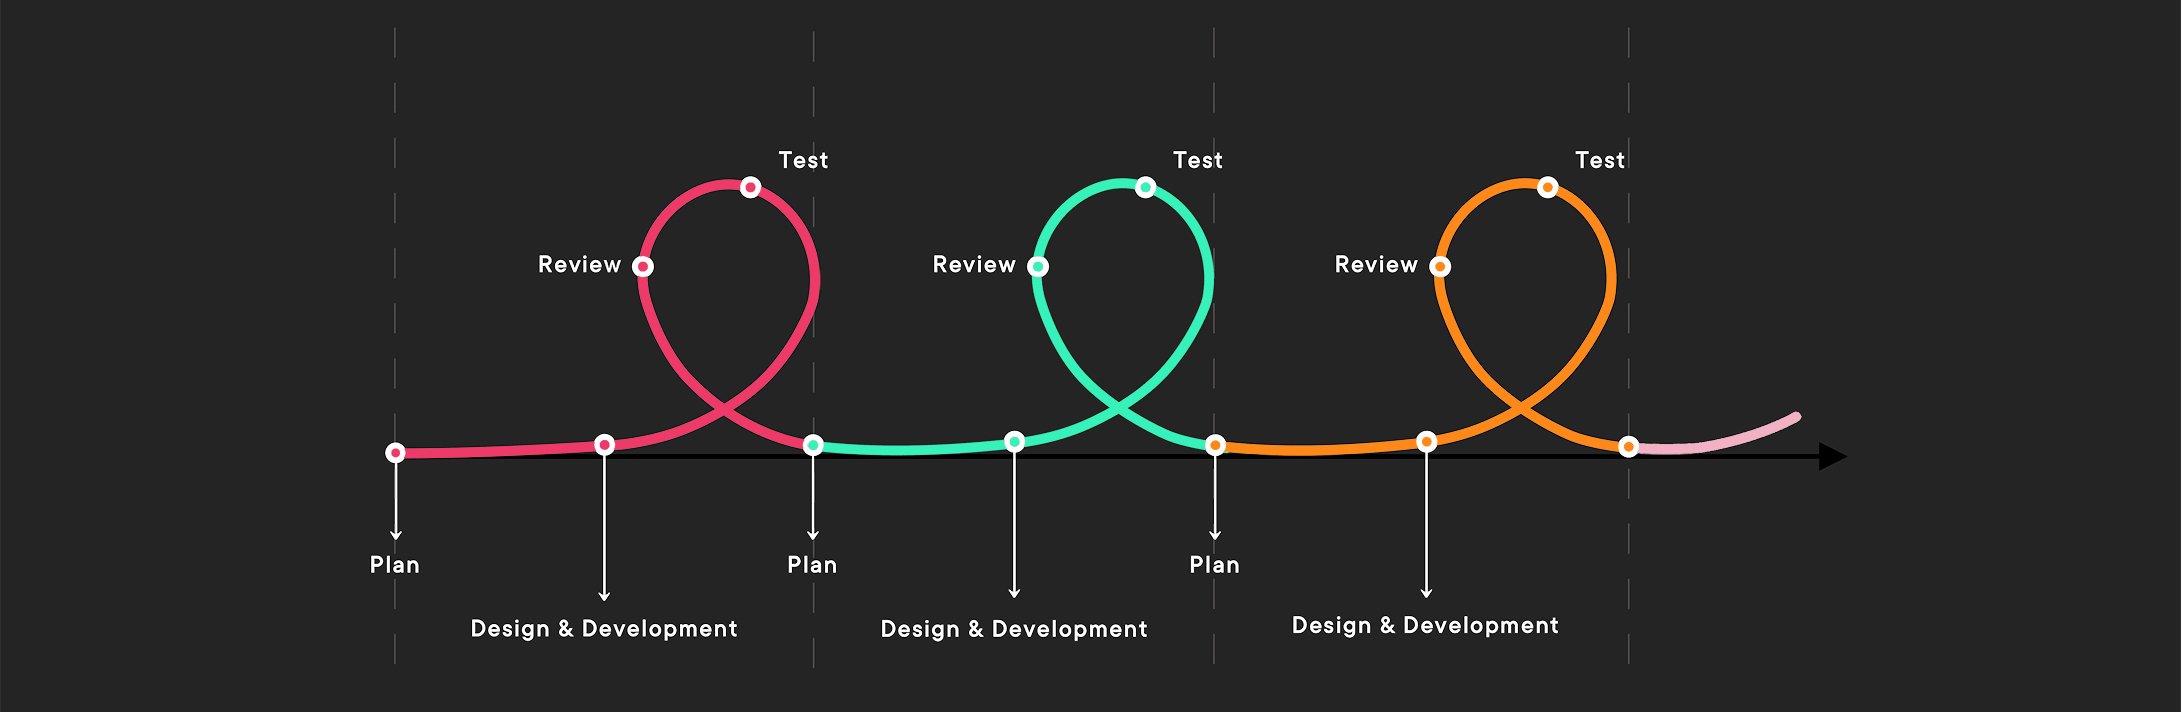 Test
Test
Test
Review
Review
Review
Plan
Plan
Plan
Design & Development
Design & Development
Design & Development